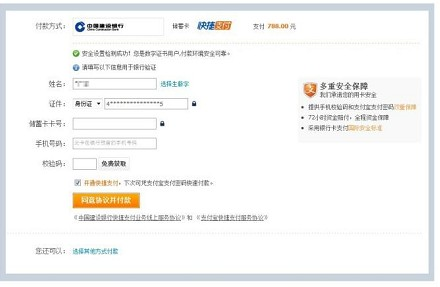 付款方式： 中国建设银行 China Construction Bank 储蓄卡 快捷支付 支付 788.00 元
安全设置检测成功！您是数字证书用户，付款环境安全可靠。
请填写以下信息用于银行验证
姓名： 选择生僻字
证件： 身份证 4***************5
储蓄卡卡号：
手机号码：
校验码： 免费获取
开通快捷支付，下次可凭支付宝支付密码快速付款。
同意协议并付款
《中国建设银行快捷支付业务线上服务协议》和《支付宝快捷支付服务协议》
您还可以： 选择其他方式付款
多重安全保障
我们承诺您的用卡安全
提供手机校验码和支付宝支付密码双重保障
72小时资金赔付，全程资金保障
采用银行卡支付国际安全标准